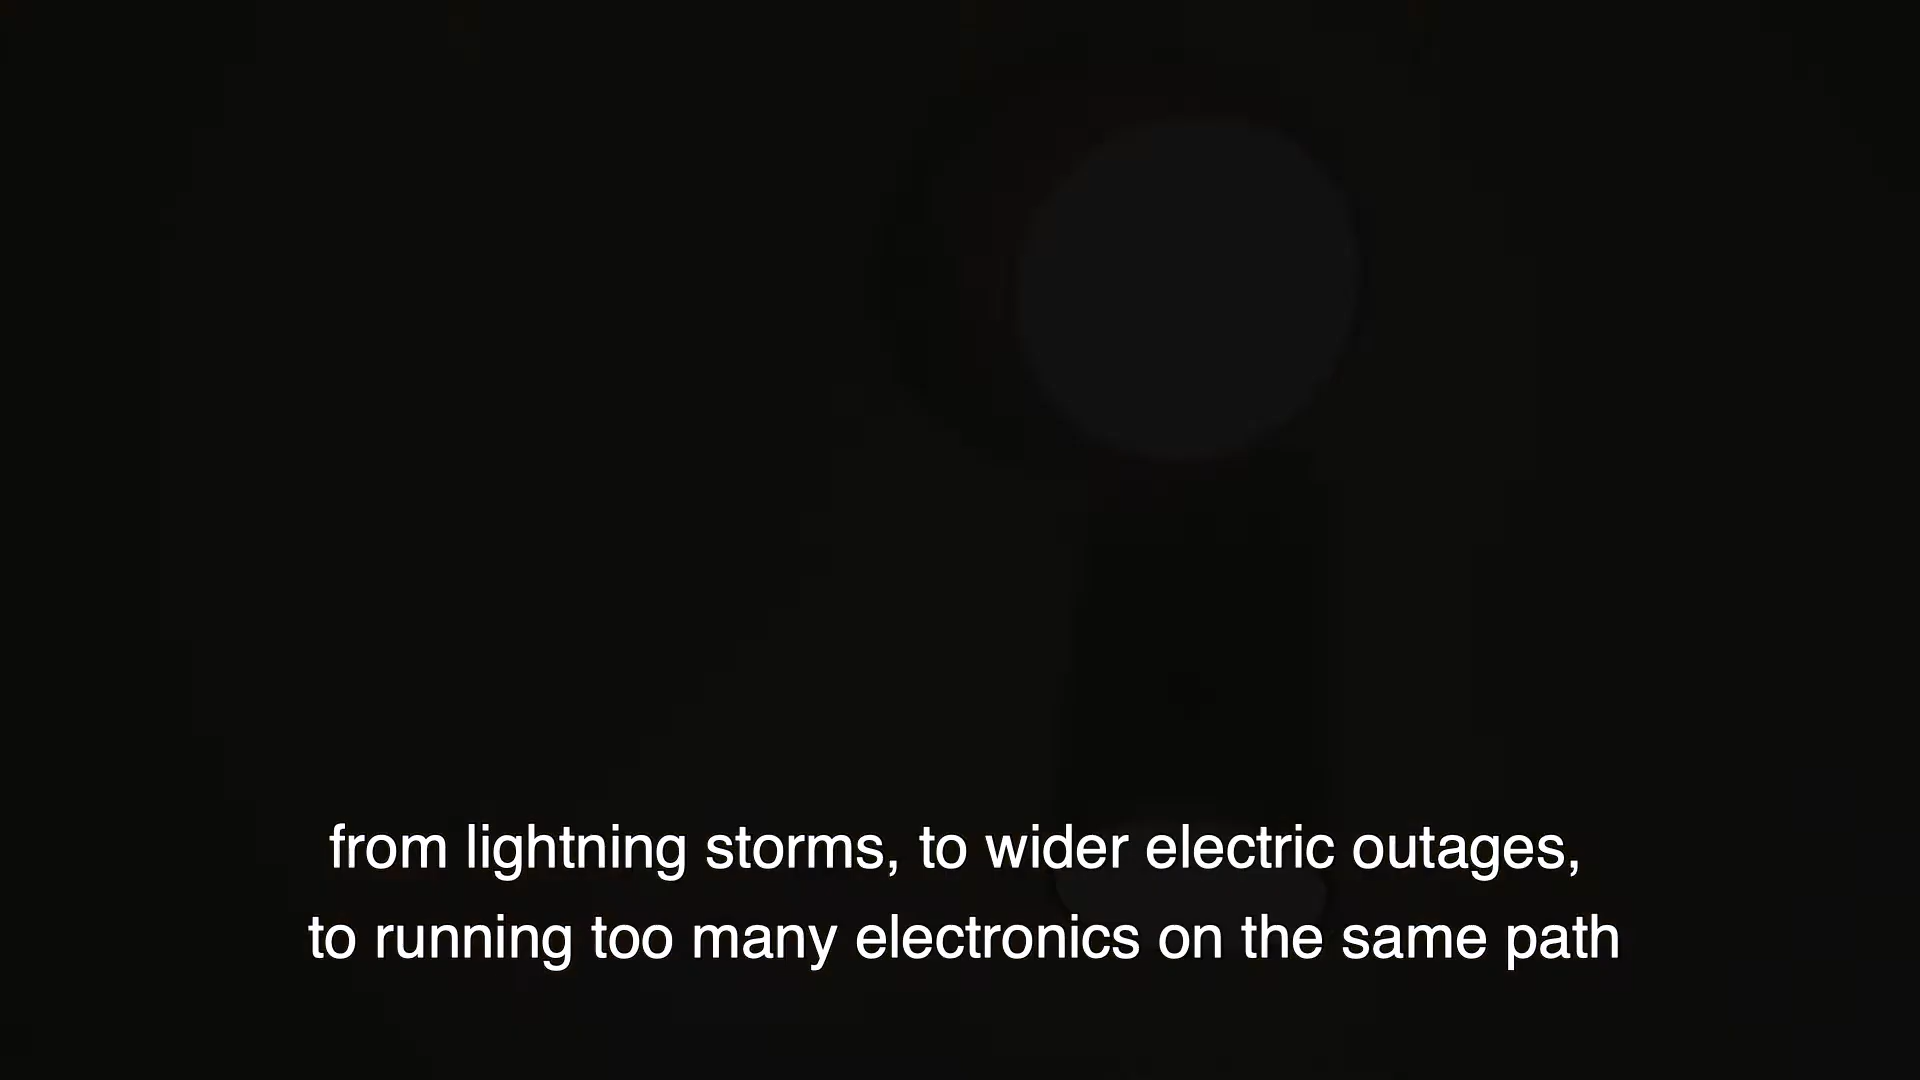 from lightning storms, to wider electric outages,
to running too many electronics on the same path